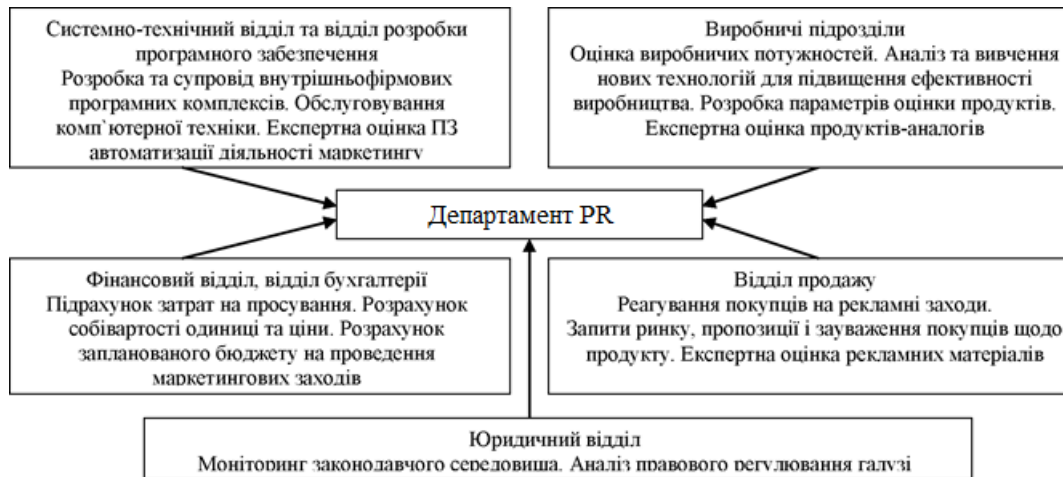 Системно-технічний відділ та відділ розробки
програмного забезпечення
Розробка та супровід внутрішньофірмових
програмних комплексів. Обслуговування
комп`ютерної техніки. Експертна оцінка ПЗ
автоматизації діяльності маркетингу
Виробничі підрозділи
Оцінка виробничих потужностей. Аналіз та вивчення
нових технологій для підвищення ефективності
виробництва. Розробка параметрів оцінки продуктів.
Експертна оцінка продуктів-аналогів
Департамент PR
Фінансовий відділ, відділ бухгалтерії
Підрахунок затрат на просування. Розрахунок
собівартості одиниці та ціни. Розрахунок
запланованого бюджету на проведення
маркетингових заходів
Відділ продажу
Реагування покупців на рекламні заходи.
Запити ринку, пропозиції і зауваження покупців щодо
продукту. Експертна оцінка рекламних матеріалів
Юридичний відділ
Моніторинг законодавчого середовища. Аналіз правового регулювання галузі